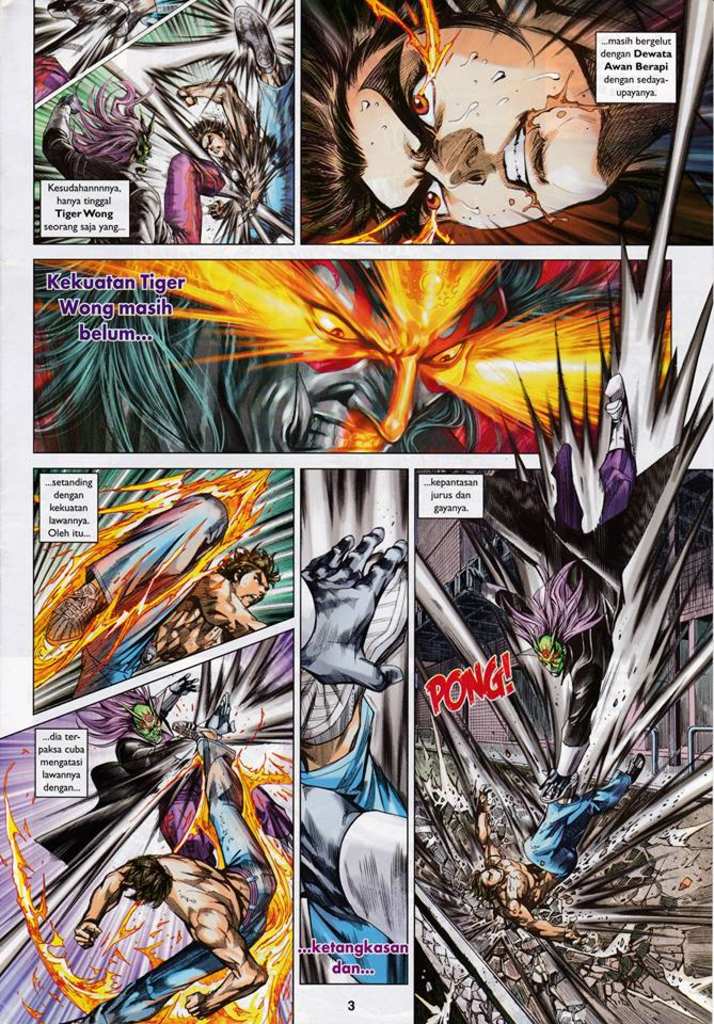 Kesudahannnnya,
hanya tinggal
Tiger Wong
seorang saja yang...
...masih bergelut
dengan Dewata
Awan Berapi
dengan sedaya-
upayanya.
Kekuatan Tiger
Wong masih
belum...
...setanding
dengan
kekuatan
lawannya.
Oleh itu...
...dia ter-
paksa cuba
mengatasi
lawannya
dengan...
...ketangkasan
dan...
...kepantasan
jurus dan
gayanya.
PONG!
3